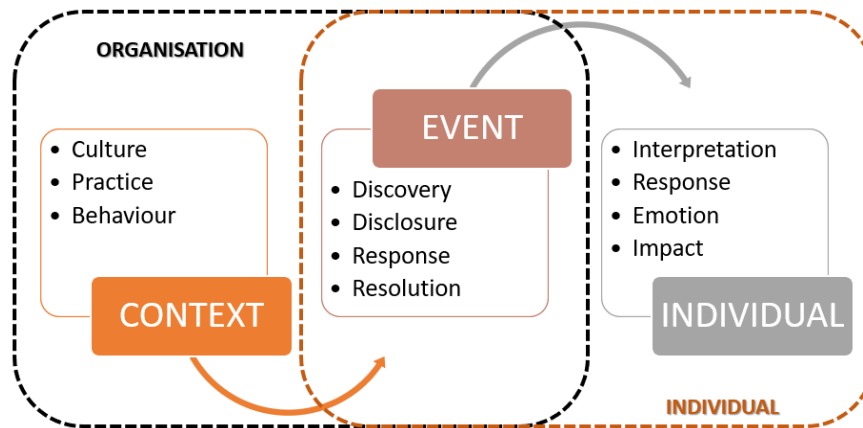 ORGANISATION
• Culture
• Practice
• Behaviour
CONTEXT
EVENT
• Discovery
• Disclosure
• Response
• Resolution
• Interpretation
• Response
• Emotion
• Impact
INDIVIDUAL
INDIVIDUAL